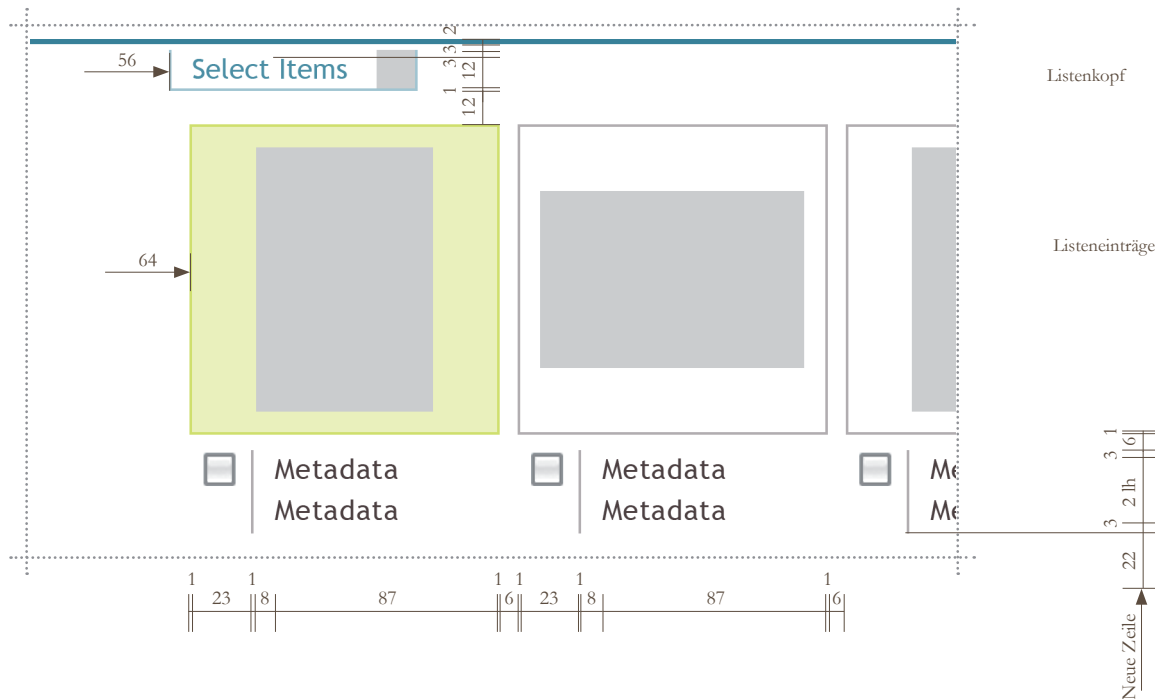 2
3
3
56
Select Items
12
Listenkopf
1
12
64
Listeneinträge
1
6
3
Metadata
Metadata
Me
2 lh
Metadata
Metadata
Me
3
22
1
1
1
1
1
1
23
8
87
6
23
8
87
6
Neue Zeile